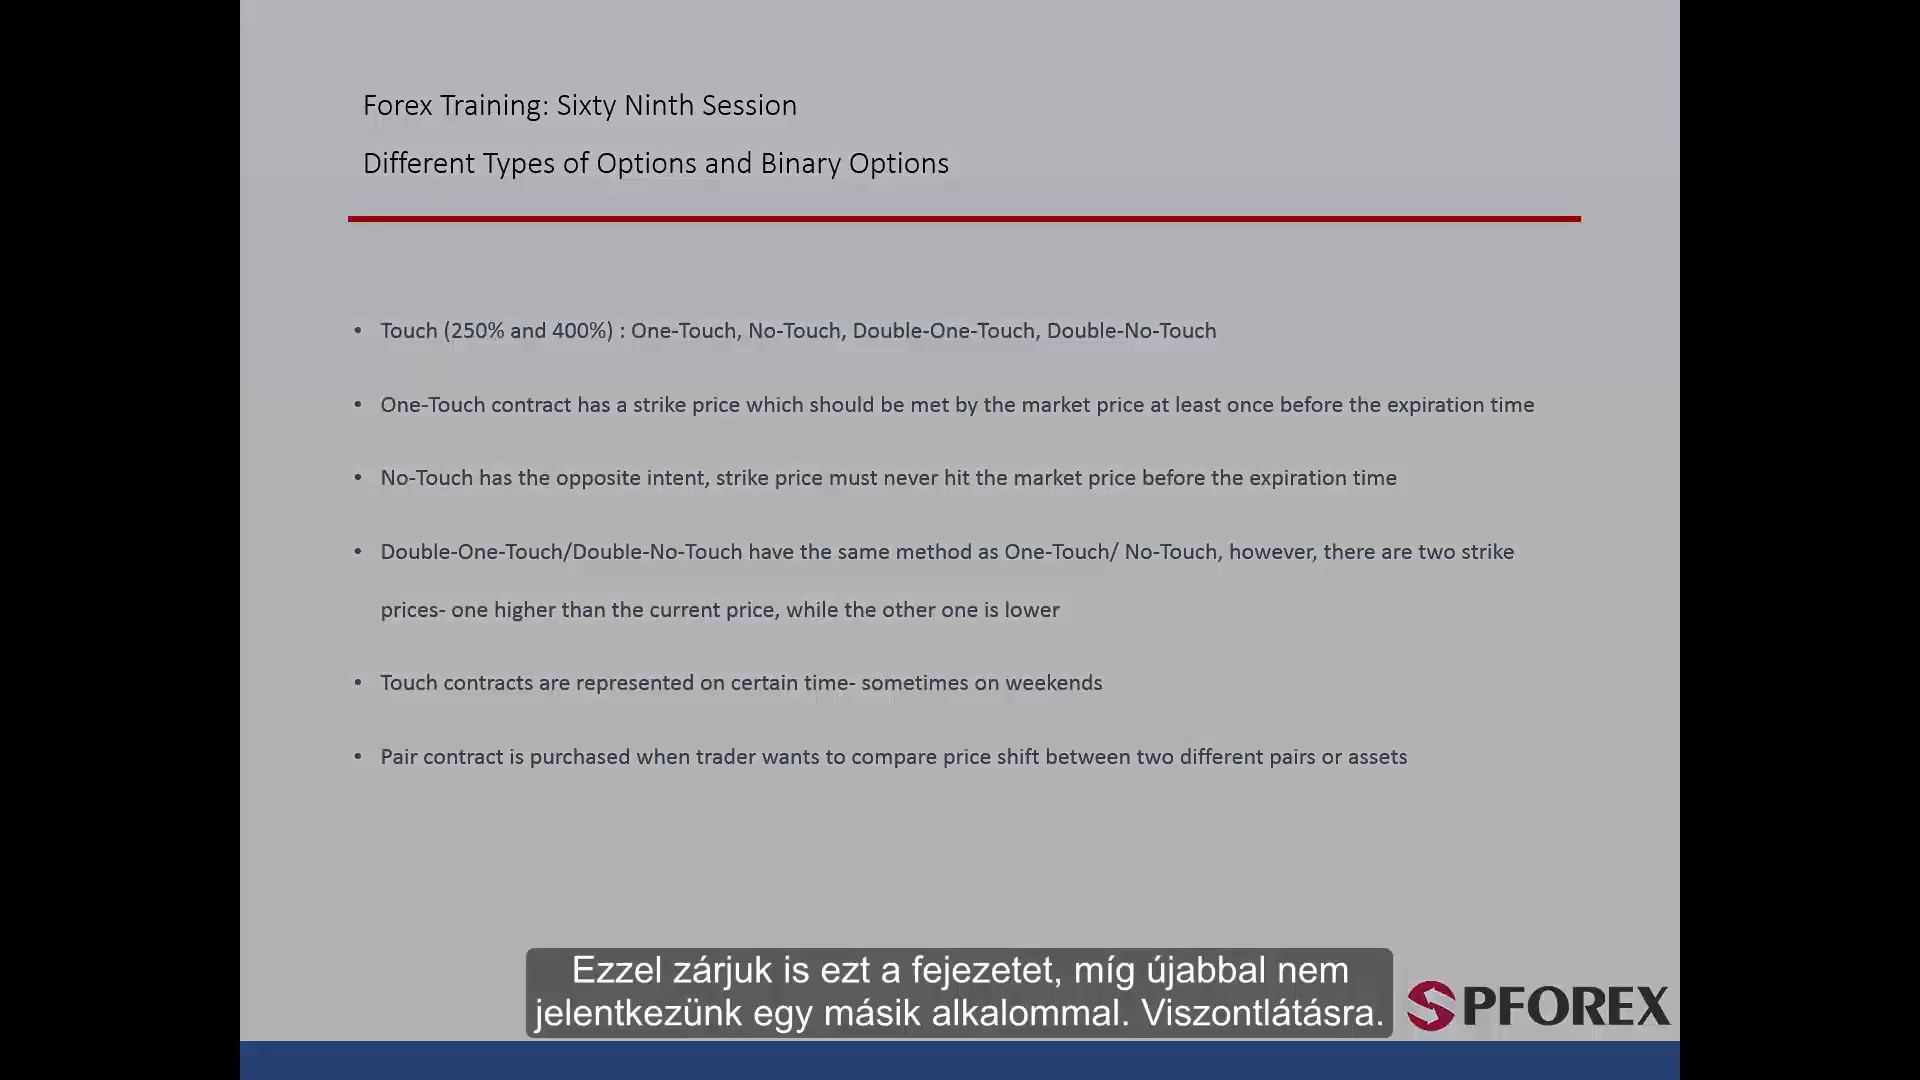 Forex Training: Sixty Ninth Session
Different Types of Options and Binary Options
• Touch (250% and 400%) : One-Touch, No-Touch, Double-One-Touch, Double-No-Touch
• One-Touch contract has a strike price which should be met by the market price at least once before the expiration time
• No-Touch has the opposite intent, strike price must never hit the market price before the expiration time
• Double-One-Touch/Double-No-Touch have the same method as One-Touch/ No-Touch, however, there are two strike
prices- one higher than the current price, while the other one is lower
• Touch contracts are represented on certain time- sometimes on weekends
• Pair contract is purchased when trader wants to compare price shift between two different pairs or assets
Ezzel zárjuk is ezt a fejezetet, míg újabbal nem
jelentkezünk egy másik alkalommal. Viszontlátásra.
SPFOREX